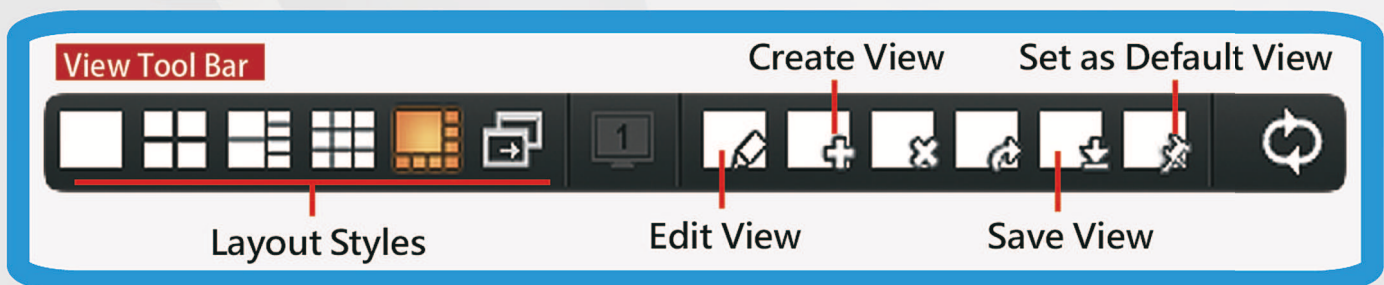 View Tool Bar
Create View
Set as Default View
1
Layout Styles
Edit View
Save View